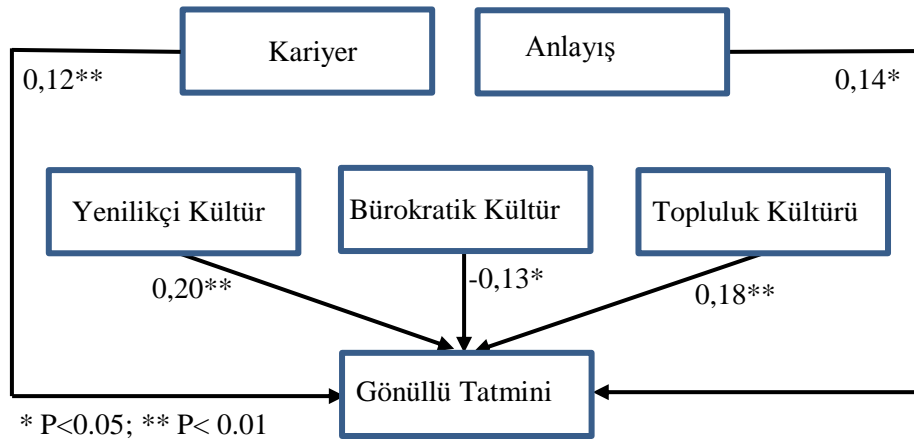 Kariyer
Anlayış
0,12**
0,14*
Yenilikçi Kültür
Bürokratik Kültür
Topluluk Kültürü
0,20**
-0,13*
0,18**
Gönüllü Tatmini
* P<0.05; ** P< 0.01